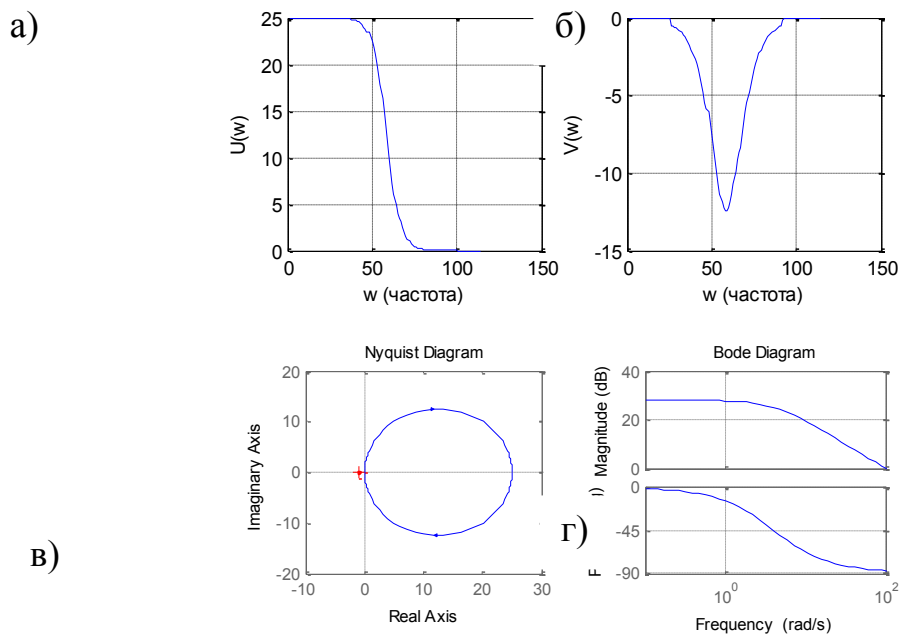 а)
25
20
15
10
5
0
U(w)
0 50 100 150
w (частота)
б)
0
-5
-10
-15
V(w)
0 50 100 150
w (частота)
в)
Nyquist Diagram
20
10
0
-10
-20
Imaginary Axis
-10 0 10 20 30
Real Axis
г)
Bode Diagram
40
20
0
Magnitude (dB)
0
-45
-90
10^0 10^2
Frequency (rad/s)